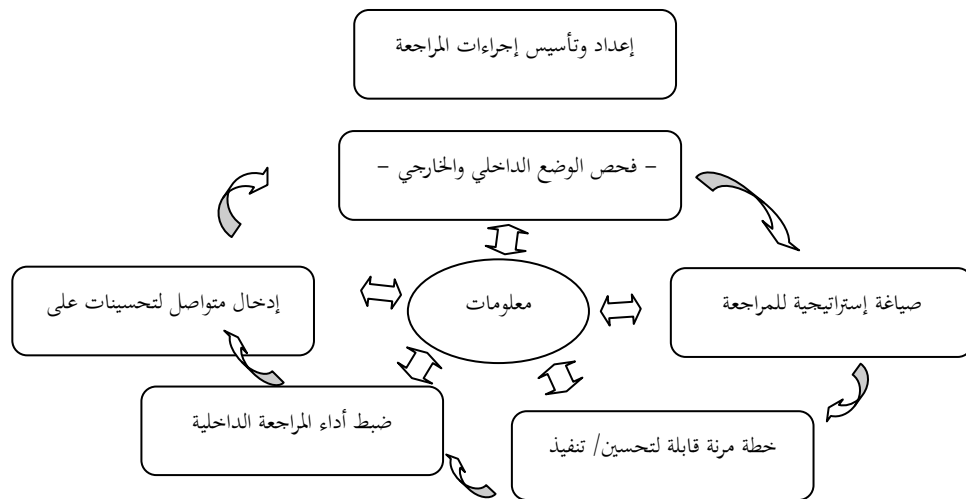 إعداد وتأسيس إجراءات المراجعة
– فحص الوضع الداخلي والخارجي –
صياغة إستراتيجية للمراجعة
معلومات
إدخال متواصل لتحسينات على
خطة مرنة قابلة لتحسين/ تنفيذ
ضبط أداء المراجعة الداخلية